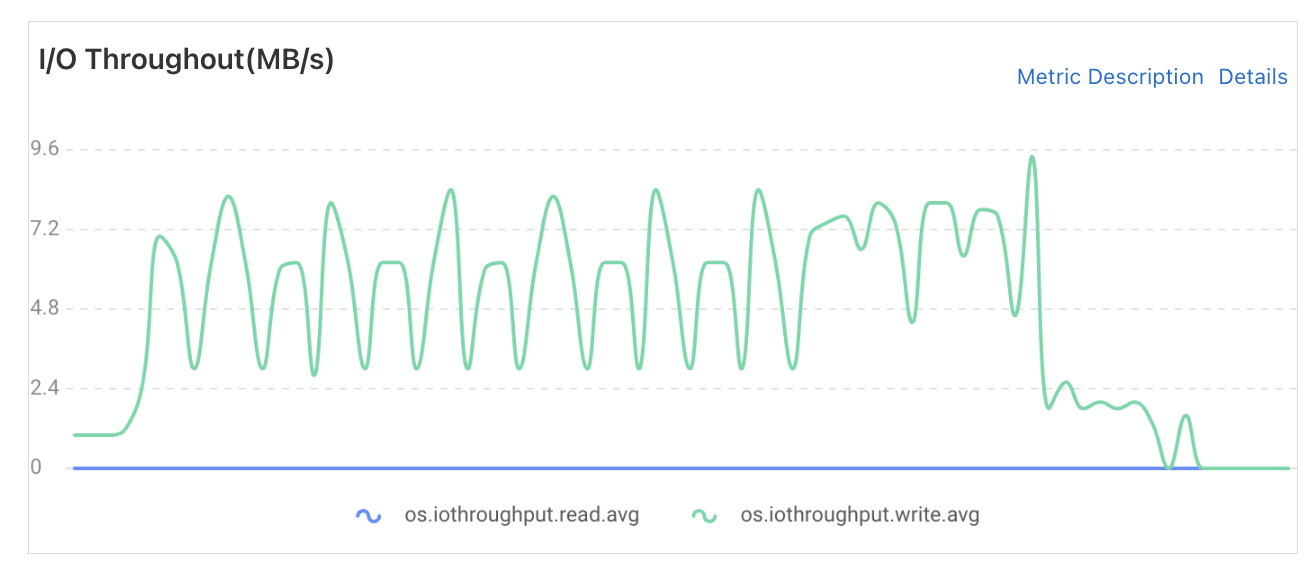 I/O Throughout(MB/s)
Metric Description Details
9.6
7.2
4.8
2.4
0
os.iothroughput.read.avg os.iothroughput.write.avg